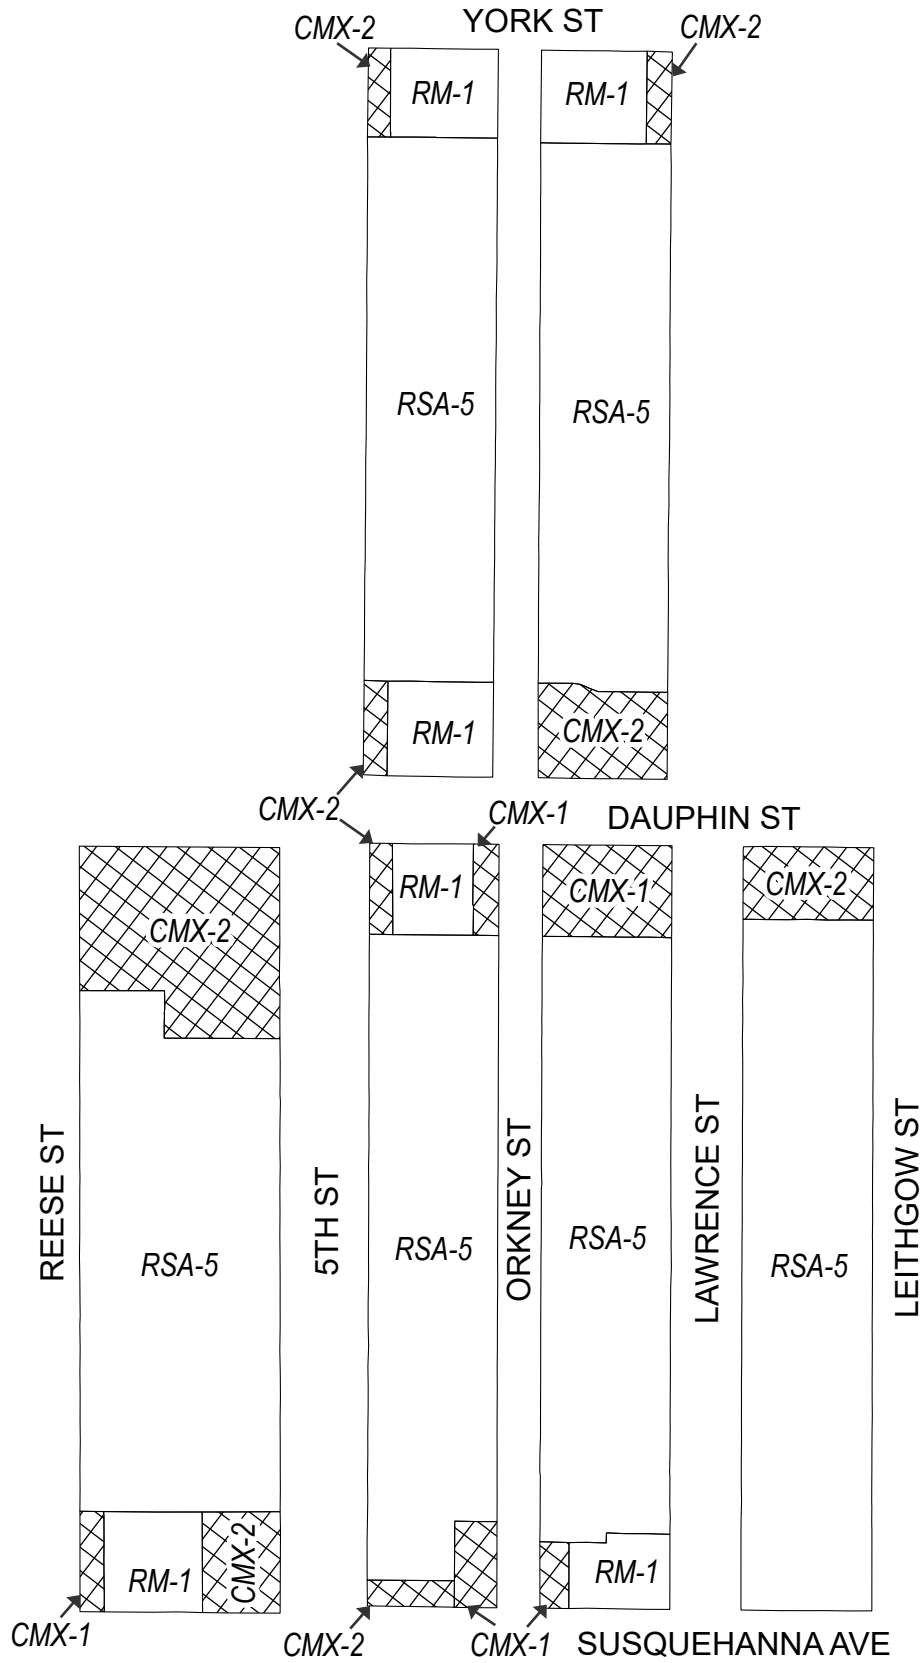 YORK ST
CMX-2
CMX-2
RM-1
RM-1
RSA-5
RSA-5
RM-1
CMX-2
CMX-2
CMX-1
DAUPHIN ST
RM-1
CMX-1
CMX-2
CMX-2
REESE ST
5TH ST
ORKNEY ST
LAWRENCE ST
LEITHGOW ST
RSA-5
RSA-5
RSA-5
RSA-5
RM-1
CMX-2
RM-1
CMX-1
CMX-2
CMX-1
SUSQUEHANNA AVE